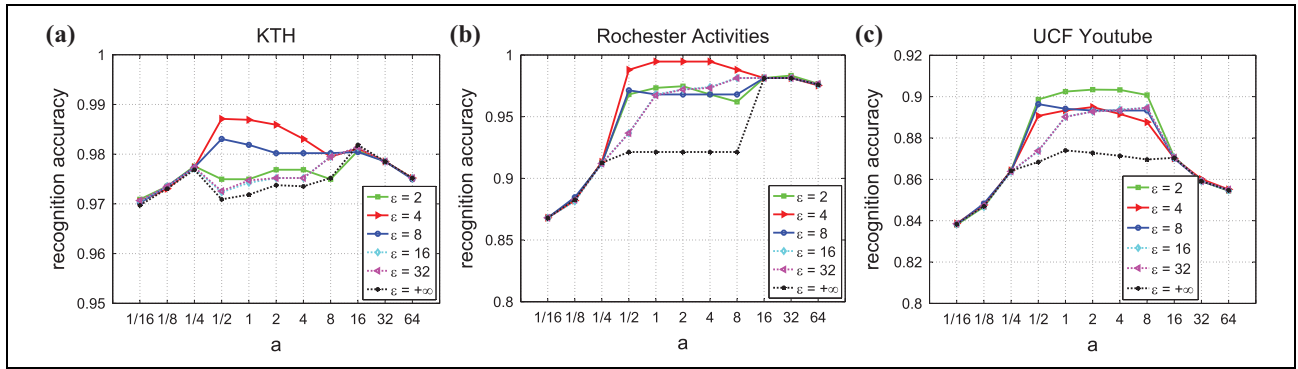 (a) KTH
recognition accuracy
1
0.99
0.98
0.97
0.96
0.95
1/16 1/8 1/4 1/2 1 2 4 8 16 32 64
a
ε = 2
ε = 4
ε = 8
ε = 16
ε = 32
ε = +∞
(b) Rochester Activities
recognition accuracy
1
0.95
0.9
0.85
0.8
1/16 1/8 1/4 1/2 1 2 4 8 16 32 64
a
ε = 2
ε = 4
ε = 8
ε = 16
ε = 32
ε = +∞
(c) UCF Youtube
recognition accuracy
0.92
0.9
0.88
0.86
0.84
0.82
0.8
1/16 1/8 1/4 1/2 1 2 4 8 16 32 64
a
ε = 2
ε = 4
ε = 8
ε = 16
ε = 32
ε = +∞